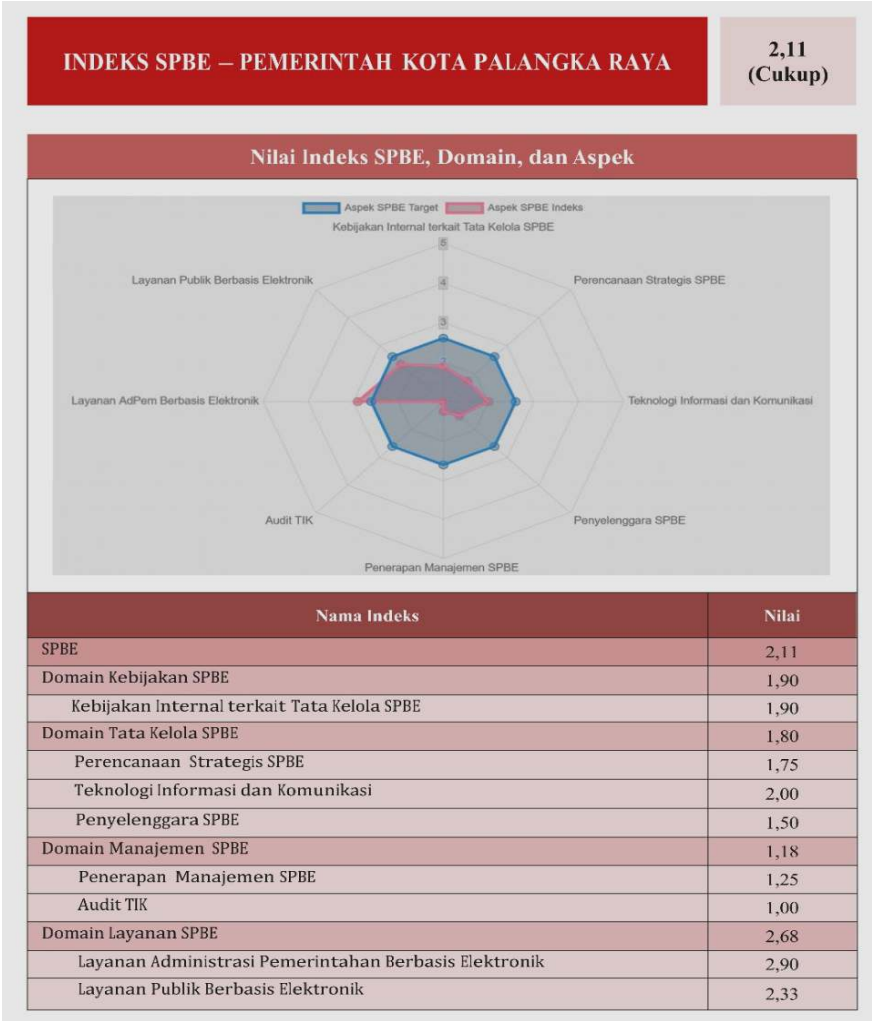 INDEKS SPBE – PEMERINTAH KOTA PALANGKA RAYA
2,11
(Cukup)
Nilai Indeks SPBE, Domain, dan Aspek
Aspek SPBE Target
Aspek SPBE Indeks
Kebijakan Internal terkait Tata Kelola SPBE
5
Layanan Publik Berbasis Elektronik
4
Perencanaan Strategis SPBE
3
2
Layanan AdPem Berbasis Elektronik
Teknologi Informasi dan Komunikasi
Audit TIK
Penyelenggara SPBE
Penerapan Manajemen SPBE
Nama Indeks Nilai
SPBE 2,11
Domain Kebijakan SPBE 1,90
Kebijakan Internal terkait Tata Kelola SPBE 1,90
Domain Tata Kelola SPBE 1,80
Perencanaan Strategis SPBE 1,75
Teknologi Informasi dan Komunikasi 2,00
Penyelenggara SPBE 1,50
Domain Manajemen SPBE 1,18
Penerapan Manajemen SPBE 1,25
Audit TIK 1,00
Domain Layanan SPBE 2,68
Layanan Administrasi Pemerintahan Berbasis Elektronik 2,90
Layanan Publik Berbasis Elektronik 2,33